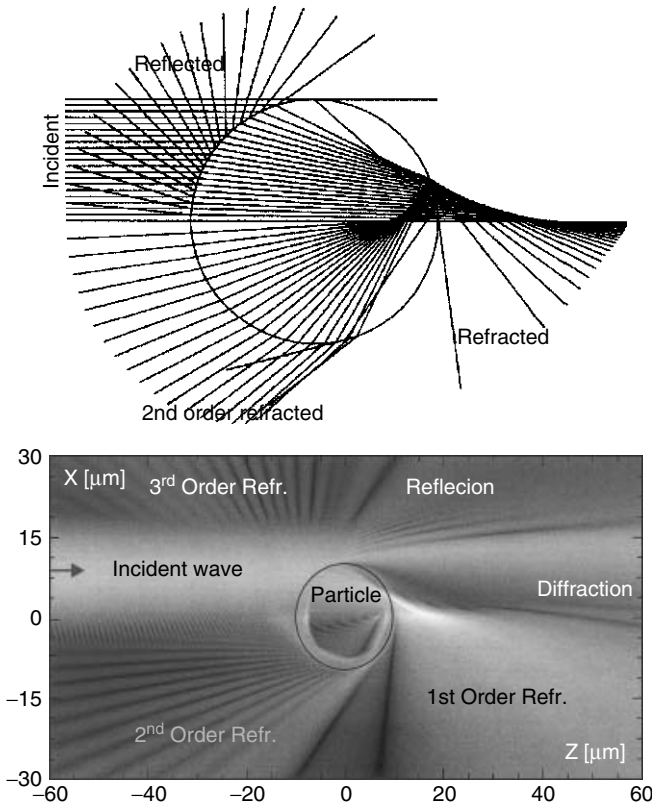 Reflected
Incident
Refracted
2nd order refracted
30
X [μm]
3rd Order Refr.
Reflecion
15
Incident wave
Particle
Diffraction
0
−15
1st Order Refr.
2nd Order Refr.
Z [μm]
−30
−60 −40 −20 0 20 40 60